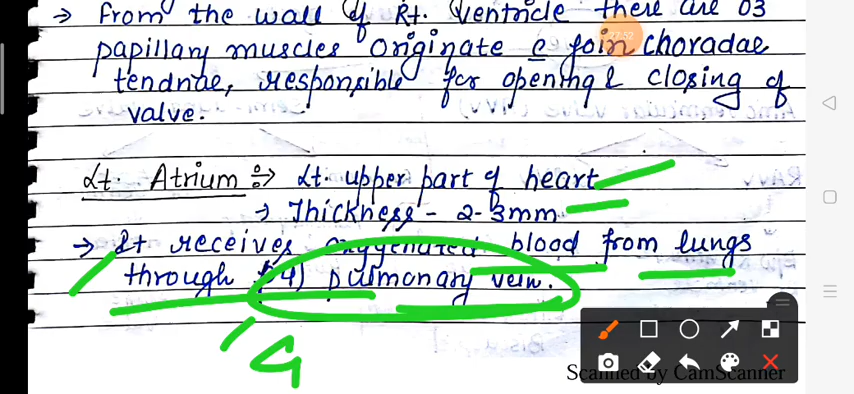 → from the wall of Rt. Ventricle there are 03
papillary muscles originate & join choradae
tendnae, responsible for opening & closing of
valve.
Lt. Atrium ⇒ Lt. upper part of heart
→ Thickness - 2-3mm
→ It receives oxygenated blood from lungs
through (04) pulmonary vein.
4
Scanned by CamScanner